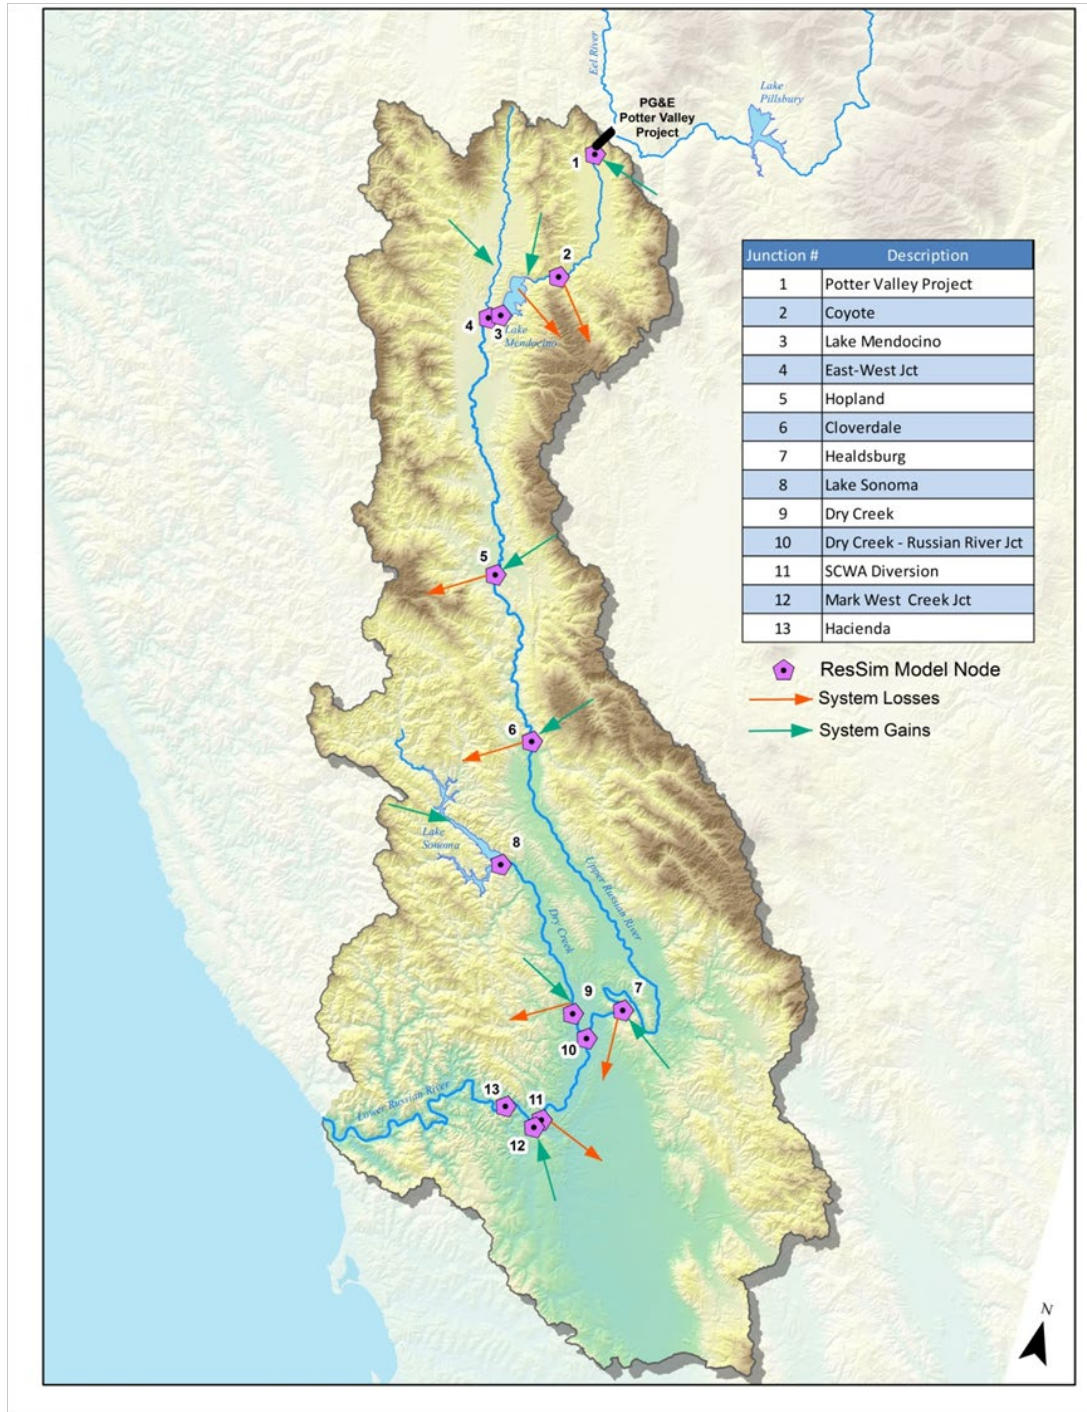 Eel River
Lake
Pillsbury
PG&E
Potter Valley
Project
1
2
4
3
Lake
Mendocino
Junction # Description
1 Potter Valley Project
2 Coyote
3 Lake Mendocino
4 East-West Jct
5 Hopland
6 Cloverdale
7 Healdsburg
8 Lake Sonoma
9 Dry Creek
10 Dry Creek - Russian River Jct
11 SCWA Diversion
12 Mark West Creek Jct
13 Hacienda
ResSim Model Node
System Losses
System Gains
5
6
Lake
Sonoma
8
Upper Russian River
Dry Creek
9
7
10
13
11
Lower Russian River
12
N